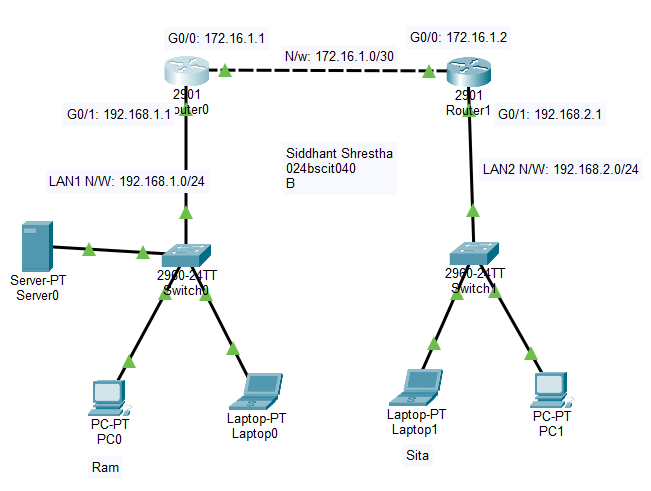 G0/0: 172.16.1.1
G0/0: 172.16.1.2
N/w: 172.16.1.0/30
2901
Router0
2901
Router1
G0/1: 192.168.1.1
G0/1: 192.168.2.1
Siddhant Shrestha
024bscit040
B
LAN1 N/W: 192.168.1.0/24
LAN2 N/W: 192.168.2.0/24
Server-PT
Server0
2960-24TT
Switch0
2960-24TT
Switch1
PC-PT
PC0
Laptop-PT
Laptop0
Laptop-PT
Laptop1
PC-PT
PC1
Ram
Sita